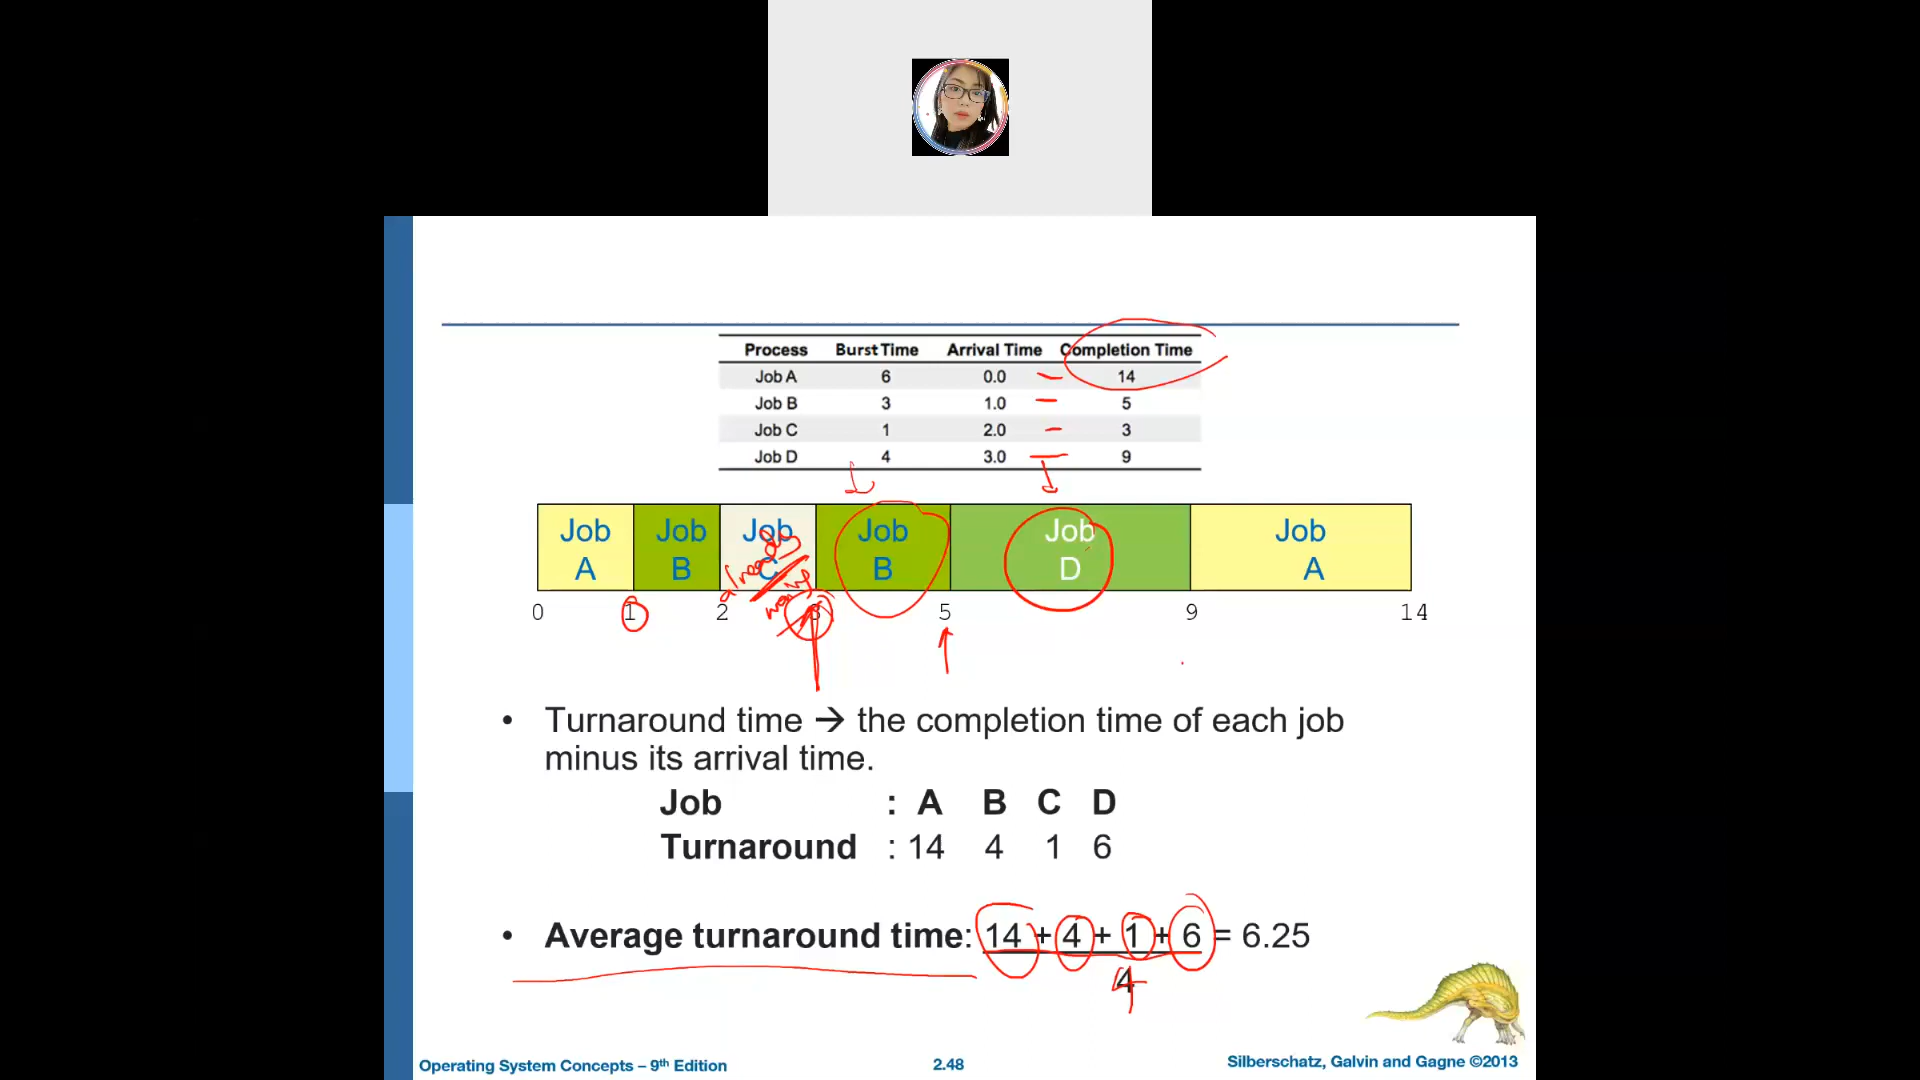 Process Burst Time Arrival Time Completion Time
Job A 6 0.0 14
Job B 3 1.0 5
Job C 1 2.0 3
Job D 4 3.0 9
Job Job Job Job Job Job
A B C B D A
already
0 1 2 3 5 9 14
• Turnaround time → the completion time of each job
minus its arrival time.
Job : A B C D
Turnaround : 14 4 1 6
• Average turnaround time: 14 + 4 + 1 + 6 = 6.25
4
Operating System Concepts – 9th Edition 2.48 Silberschatz, Galvin and Gagne ©2013